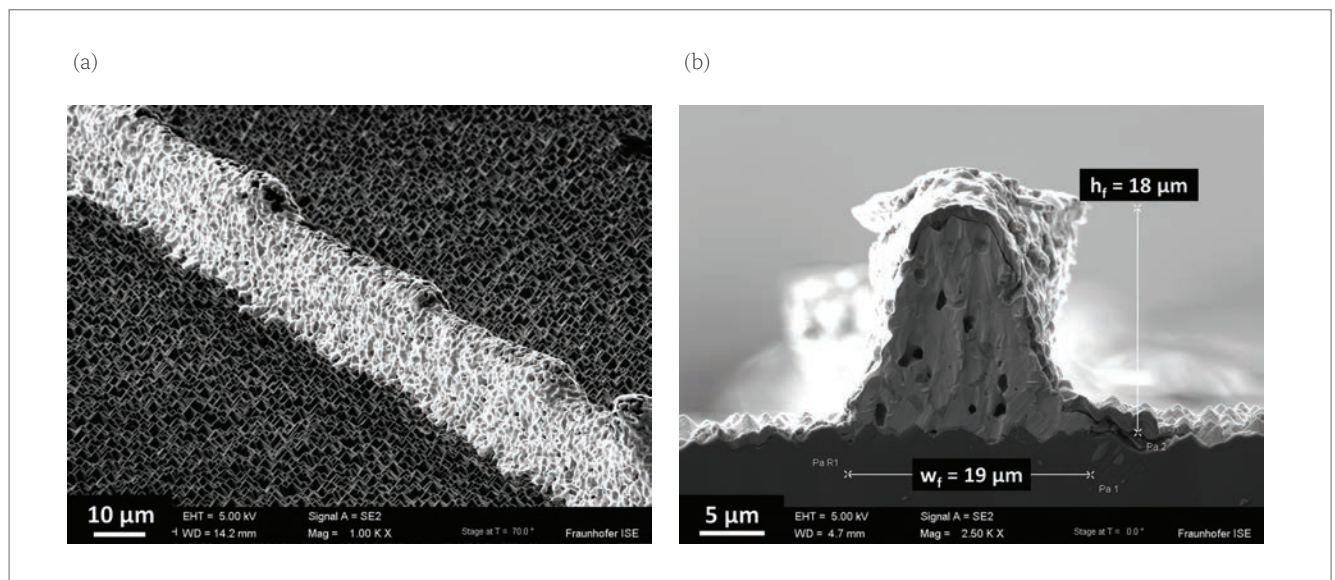 (a)
(b)
h_f = 18 µm
Pa 2
Pa R1
w_f = 19 µm
Pa 1
10 µm
EHT = 5.00 kV
WD = 14.2 mm
Signal A = SE2
Mag = 1.00 K X
Stage at T = 70.0 °
Fraunhofer ISE
5 µm
EHT = 5.00 kV
WD = 4.7 mm
Signal A = SE2
Mag = 2.50 K X
Stage at T = 0.0 °
Fraunhofer ISE